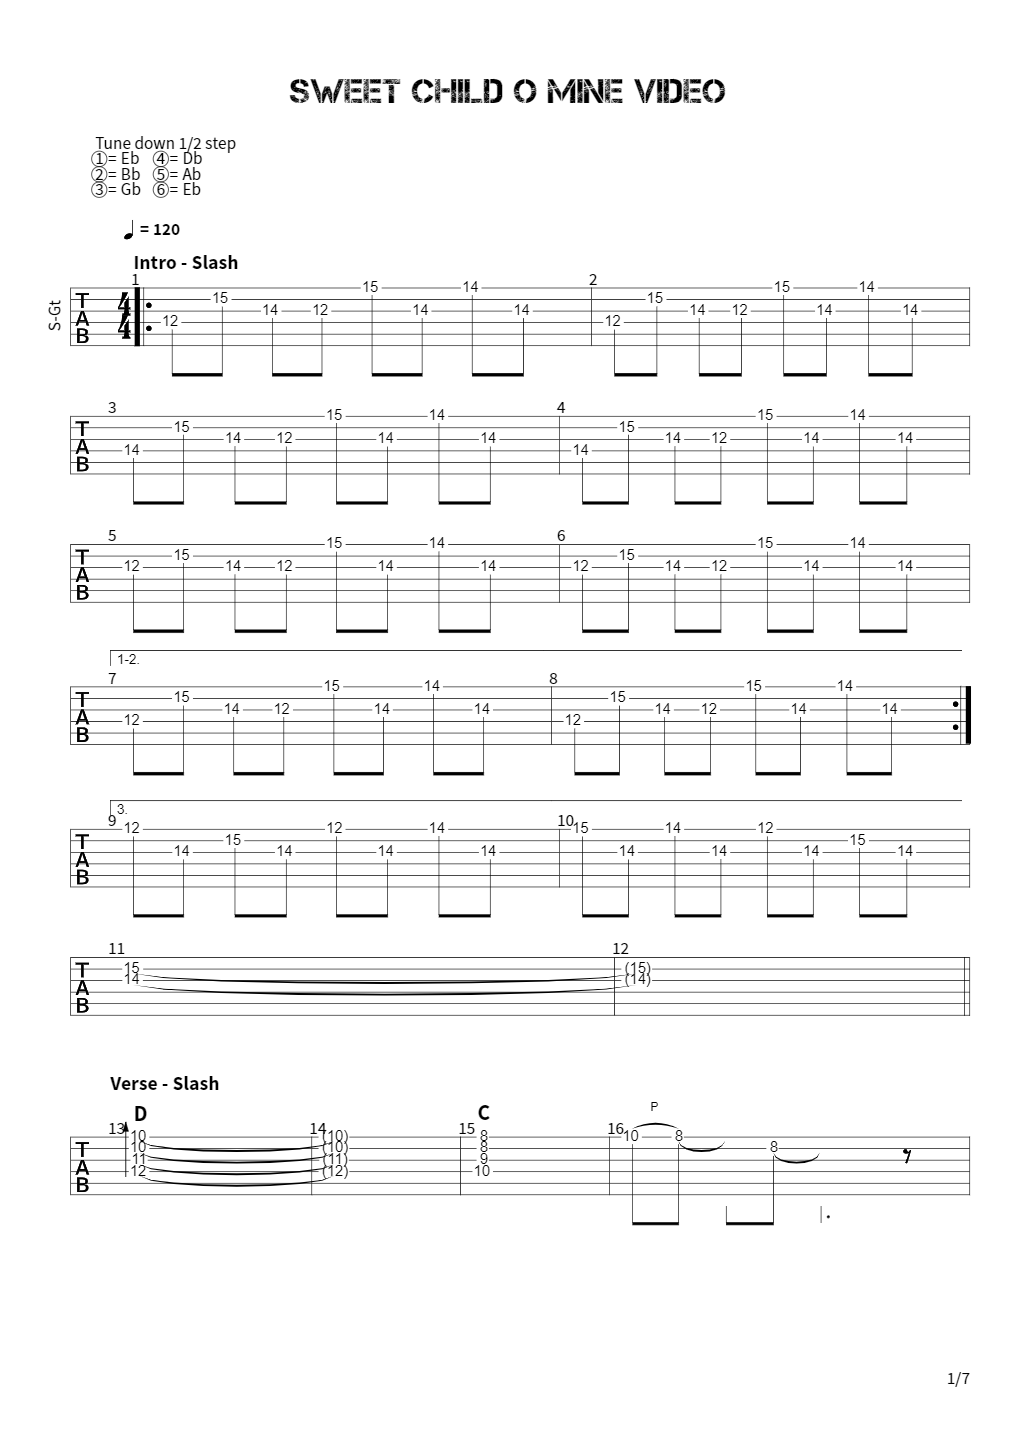 SWEET CHILD O MINE VIDEO
Tune down 1/2 step
①= Eb ④= Db
②= Bb ⑤= Ab
③= Gb ⑥= Eb
= 120
Intro - Slash
1 2
S-Gt
TAB 4/4
15 15 14 15 15 14
14 12 14 14 14 12 14 14
12 12
3 4
TAB
15 14 15 14
15 15
14 12 14 14 14 12 14 14
14 14
5 6
TAB
15 14 15 14
15 15
12 14 12 14 14 12 14 12 14 14
1-2.
7 8
TAB
15 14 15 14
15 15
14 12 14 14 14 12 14 14
12 12
3.
9 10
TAB
12 12 14 15 14 12
15 15
14 14 14 14 14 14 14 14
11 12
TAB
15 (15)
14 (14)
Verse - Slash
D C P
13 14 15 16
TAB
10 (10) 8 10 8
10 (10) 8 8
11 (11) 9
12 (12) 10
1/7